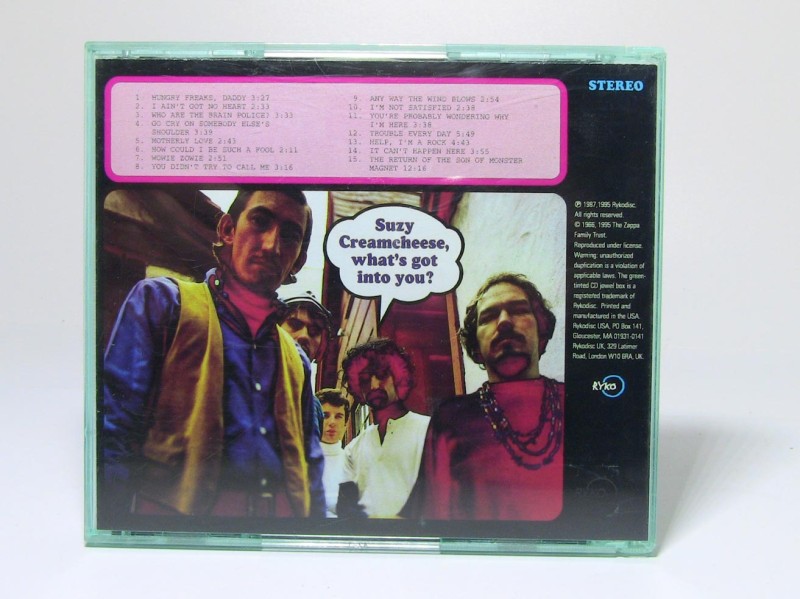 STEREO
1. HUNGRY FREAKS, DADDY 3:27
2. I AIN'T GOT NO HEART 2:33
3. WHO ARE THE BRAIN POLICE? 3:33
4. GO CRY ON SOMEBODY ELSE'S
SHOULDER 3:39
5. MOTHERLY LOVE 2:43
6. HOW COULD I BE SUCH A FOOL 2:11
7. WOWIE ZOWIE 2:51
8. YOU DIDN'T TRY TO CALL ME 3:16
9. ANY WAY THE WIND BLOWS 2:54
10. I'M NOT SATISFIED 2:38
11. YOU'RE PROBABLY WONDERING WHY
I'M HERE 3:38
12. TROUBLE EVERY DAY 5:49
13. HELP, I'M A ROCK 4:43
14. IT CAN'T HAPPEN HERE 3:55
15. THE RETURN OF THE SON OF MONSTER
MAGNET 12:16
Suzy
Creamcheese,
what's got
into you?
℗ 1987, 1995 Rykodisc.
All rights reserved.
© 1966, 1995 The Zappa
Family Trust.
Reproduced under license.
Warning: unauthorized
duplication is a violation of
applicable laws. The green-
tinted CD jewel box is a
registered trademark of
Rykodisc. Printed and
manufactured in the USA.
Rykodisc USA, PO Box 141,
Gloucester, MA 01931-0141
Rykodisc UK, 329 Latimer
Road, London W10 6RA, UK.
RYKO